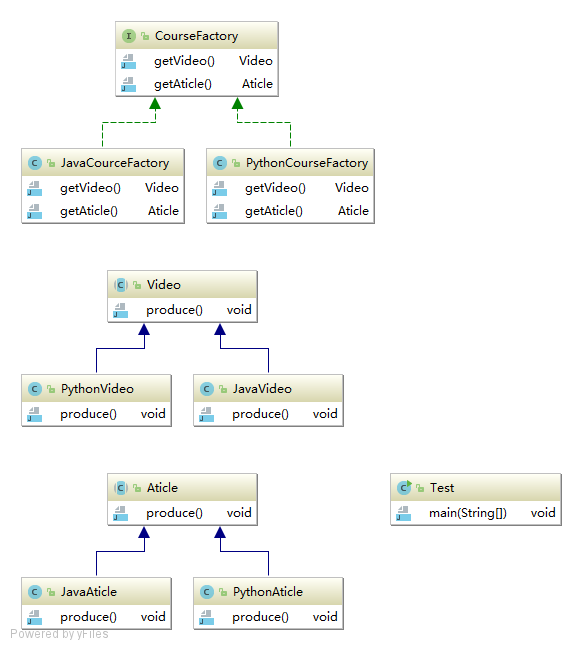 CourseFactory
getVideo() Video
getAticle() Aticle
JavaCourceFactory PythonCourseFactory
getVideo() Video getVideo() Video
getAticle() Aticle getAticle() Aticle
Video
produce() void
PythonVideo JavaVideo
produce() void produce() void
Aticle Test
produce() void main(String[]) void
JavaAticle PythonAticle
produce() void produce() void
Powered by yFiles